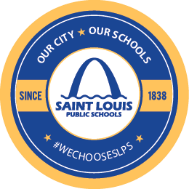 OUR CITY ★ OUR SCHOOLS
SINCE 1838
SAINT LOUIS
PUBLIC SCHOOLS
#WECHOOSESLPS